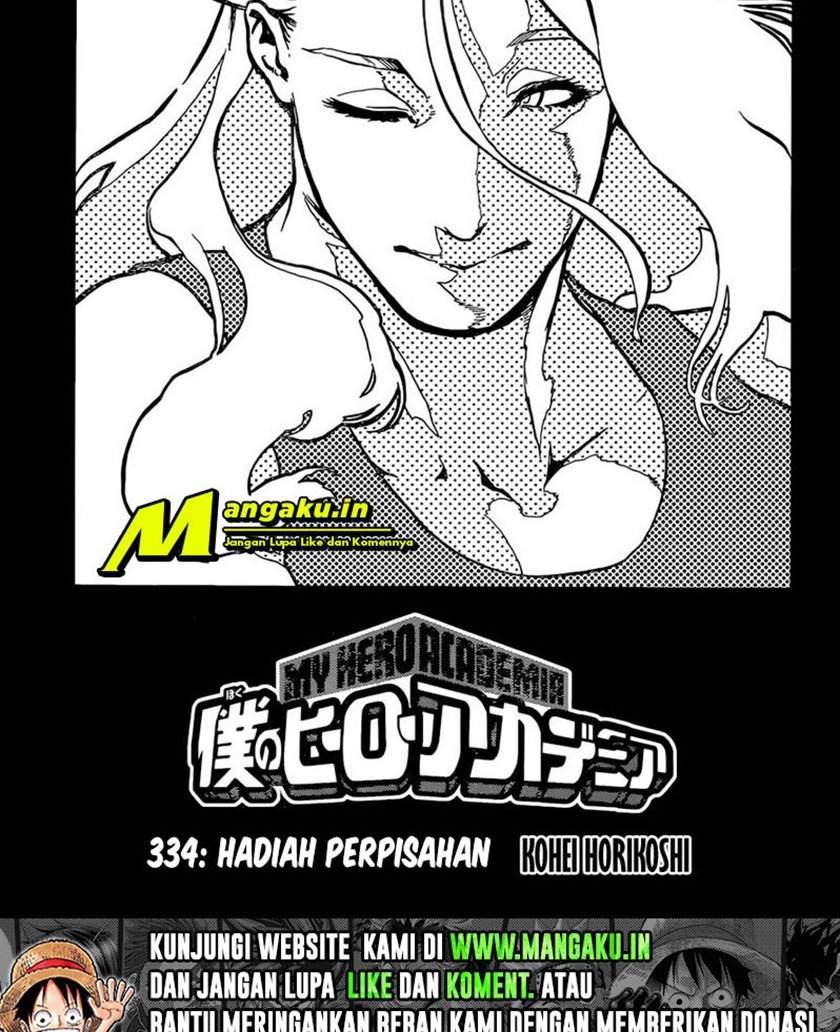 Mangaku.in
Jangan Lupa Like dan Komennya
MY HERO ACADEMIA
ぼく
僕のヒーローアカデミア
334: HADIAH PERPISAHAN KOHEI HORIKOSHI
KUNJUNGI WEBSITE KAMI DI WWW.MANGAKU.IN
DAN JANGAN LUPA LIKE DAN KOMENT. ATAU
BANTU MERINGANKAN BEBAN KAMI DENGAN MEMBERIKAN DONASI